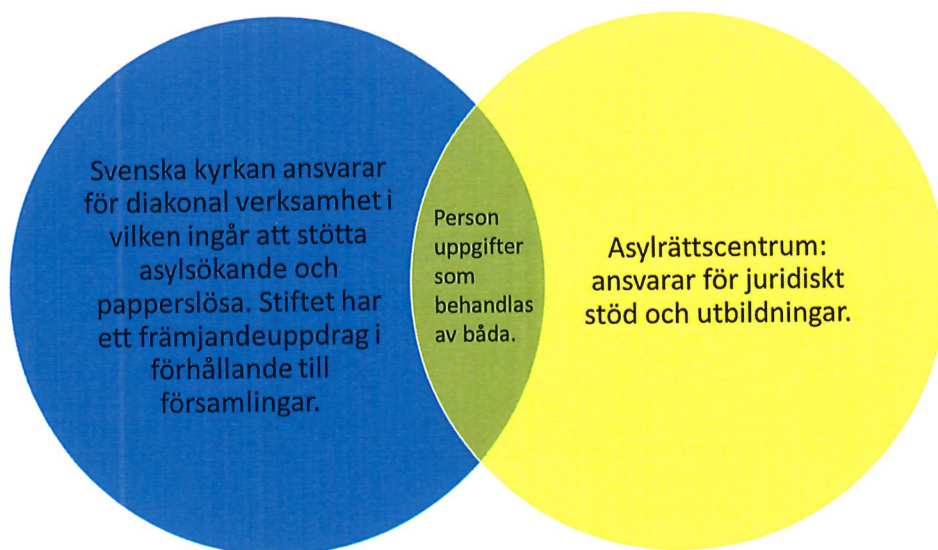 Svenska kyrkan ansvarar
för diakonal verksamhet i
vilken ingår att stötta
asylsökande och
papperslösa. Stiftet har
ett främjandeuppdrag i
förhållande till
församlingar.
Person
uppgifter
som
behandlas
av båda.
Asylrättscentrum:
ansvarar för juridiskt
stöd och utbildningar.